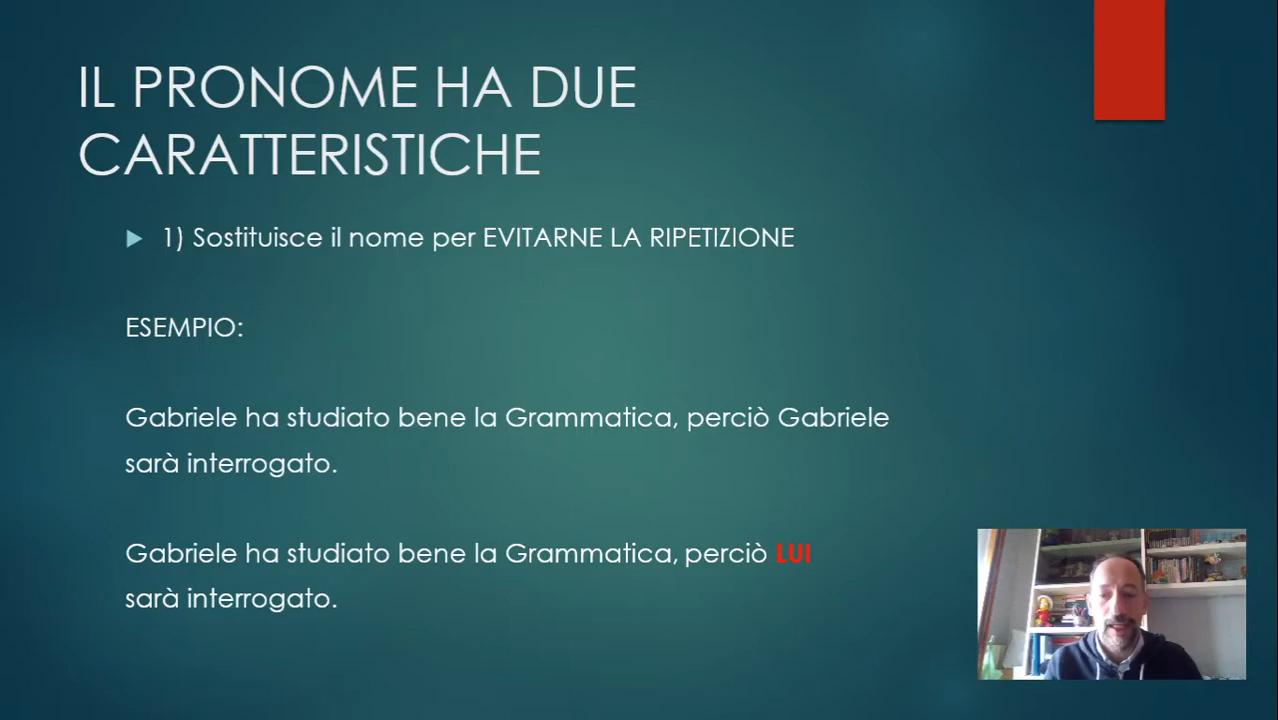 IL PRONOME HA DUE
CARATTERISTICHE
1) Sostituisce il nome per EVITARNE LA RIPETIZIONE
ESEMPIO:
Gabriele ha studiato bene la Grammatica, perciò Gabriele
sarà interrogato.
Gabriele ha studiato bene la Grammatica, perciò LUI
sarà interrogato.